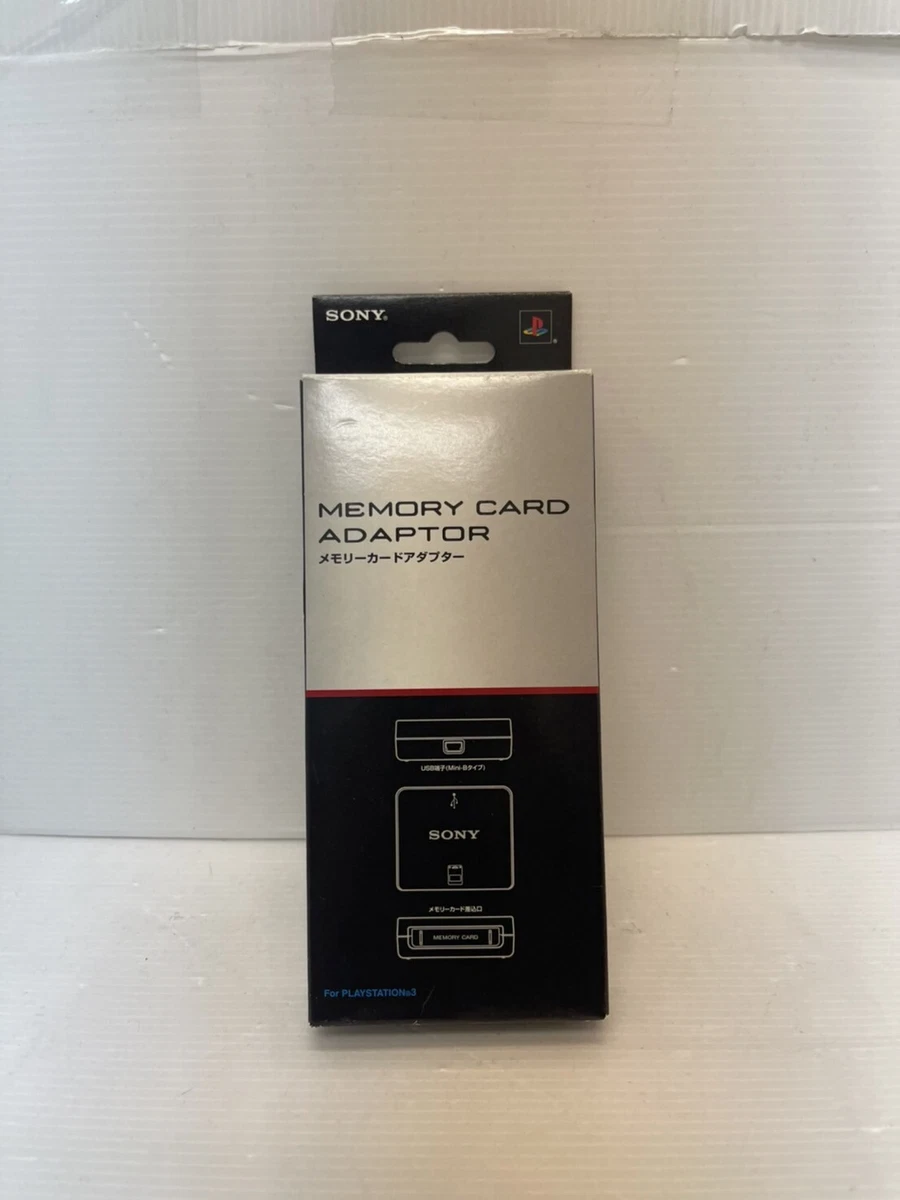 SONY®
MEMORY CARD
ADAPTOR
メモリーカードアダプター
USB端子(Mini-Bタイプ)
SONY
メモリーカード差込口
MEMORY CARD
For PLAYSTATION®3